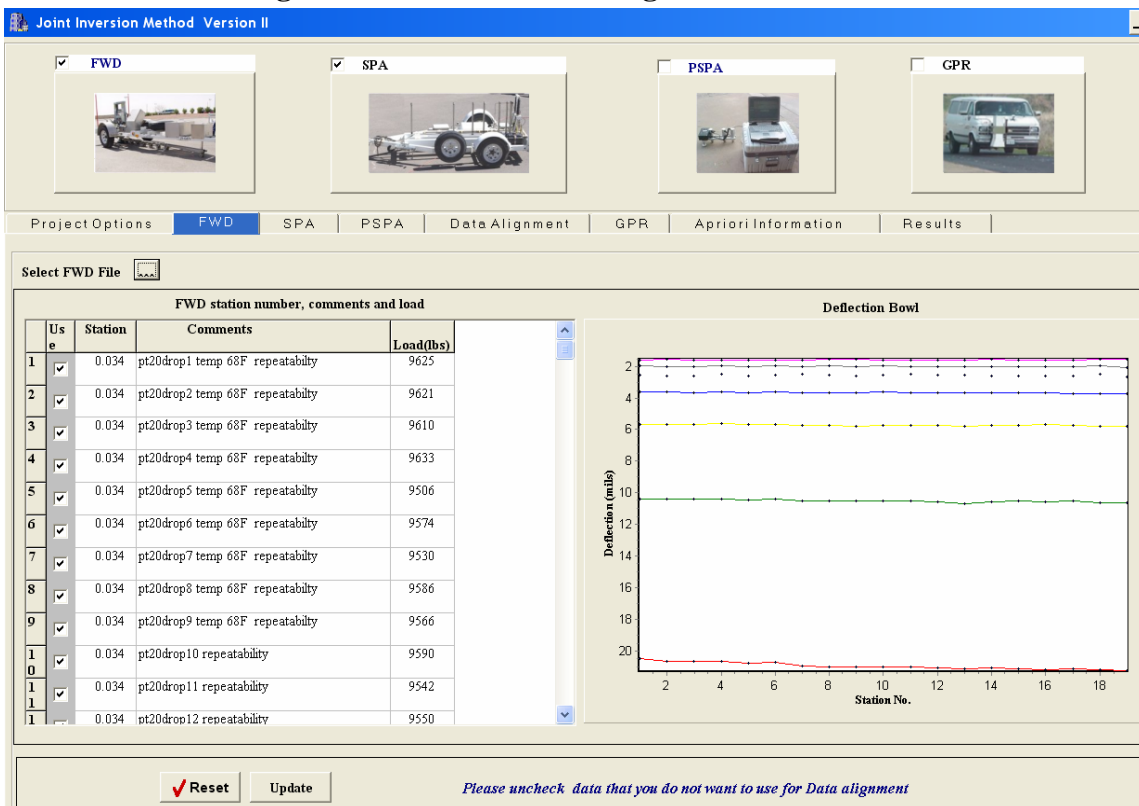 Joint Inversion Method Version II
FWD
SPA
PSPA
GPR
Project Options FWD SPA PSPA Data Alignment GPR Apriori Information Results
Select FWD File ....
FWD station number, comments and load
Use Station Comments Load(lbs)
1 0.034 pt20drop1 temp 68F repeatabilty 9625
2 0.034 pt20drop2 temp 68F repeatabilty 9621
3 0.034 pt20drop3 temp 68F repeatabilty 9610
4 0.034 pt20drop4 temp 68F repeatabilty 9633
5 0.034 pt20drop5 temp 68F repeatabilty 9506
6 0.034 pt20drop6 temp 68F repeatabilty 9574
7 0.034 pt20drop7 temp 68F repeatabilty 9530
8 0.034 pt20drop8 temp 68F repeatabilty 9586
9 0.034 pt20drop9 temp 68F repeatabilty 9566
10 0.034 pt20drop10 repeatability 9590
11 0.034 pt20drop11 repeatability 9542
1 0.034 pt20drop12 repeatability 9550
Deflection Bowl
Deflection (mils)
2
4
6
8
10
12
14
16
18
20
2 4 6 8 10 12 14 16 18
Station No.
Reset Update Please uncheck data that you do not want to use for Data alignment